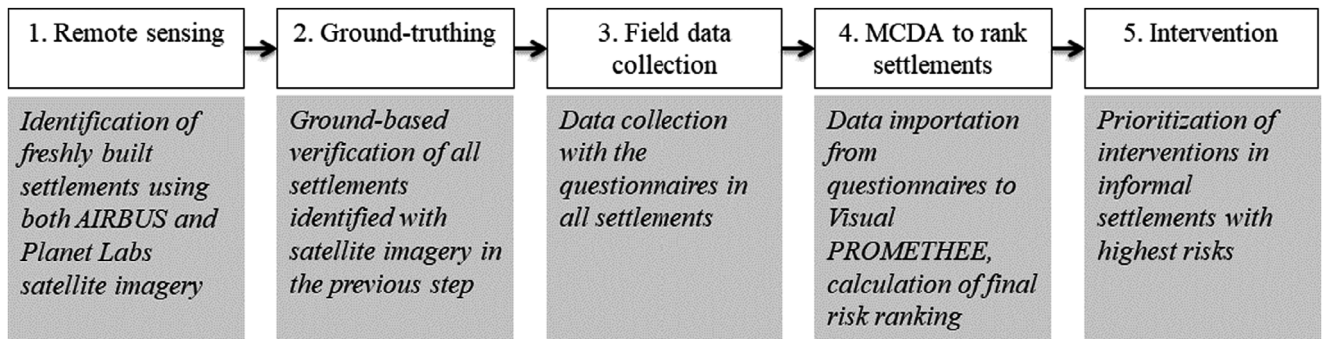 1. Remote sensing
Identification of
freshly built
settlements using
both AIRBUS and
Planet Labs
satellite imagery
2. Ground-truthing
Ground-based
verification of all
settlements
identified with
satellite imagery in
the previous step
3. Field data
collection
Data collection
with the
questionnaires in
all settlements
4. MCDA to rank
settlements
Data importation
from
questionnaires to
Visual
PROMETHEE,
calculation of final
risk ranking
5. Intervention
Prioritization of
interventions in
informal
settlements with
highest risks